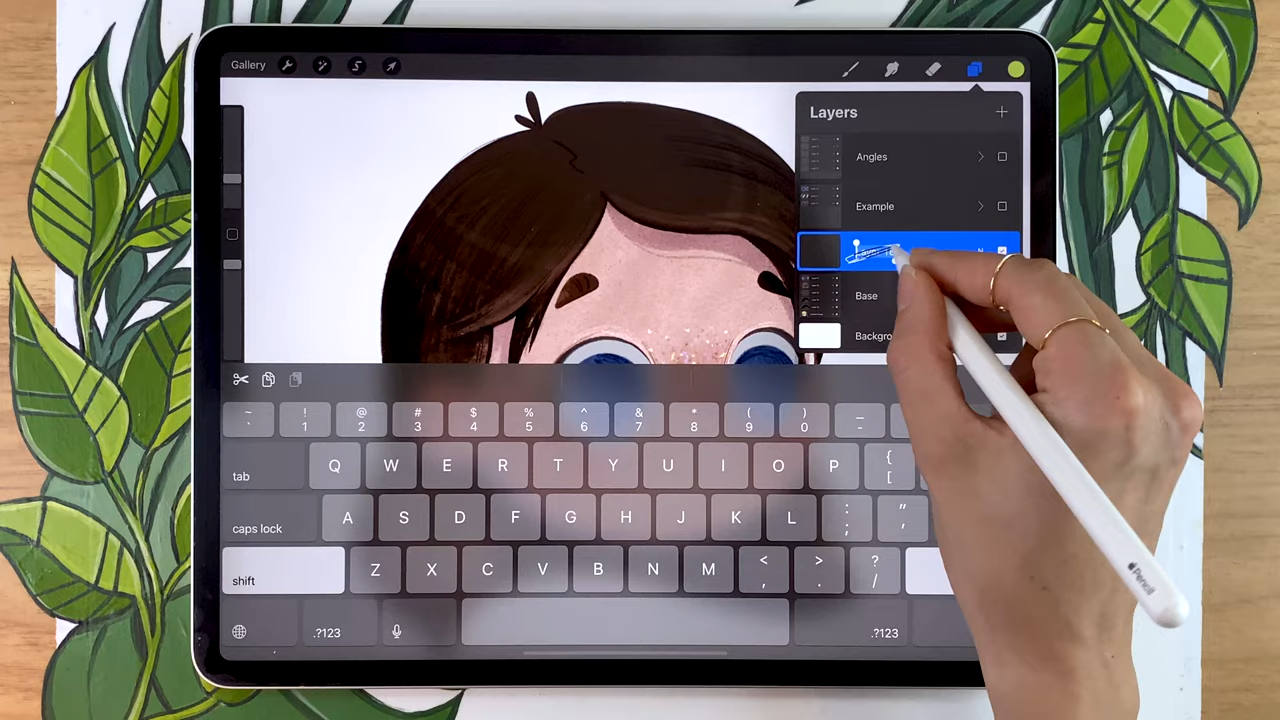 Gallery
Layers
Angles
Example
N
Base
Backgro
~ ! @ # $ % ^ & * ( ) _
` 1 2 3 4 5 6 7 8 9 0 -
tab Q W E R T Y U I O P { [
caps lock A S D F G H J K L : ; " '
shift Z X C V B N M < , > . ? /
.?123 .?123
Pencil